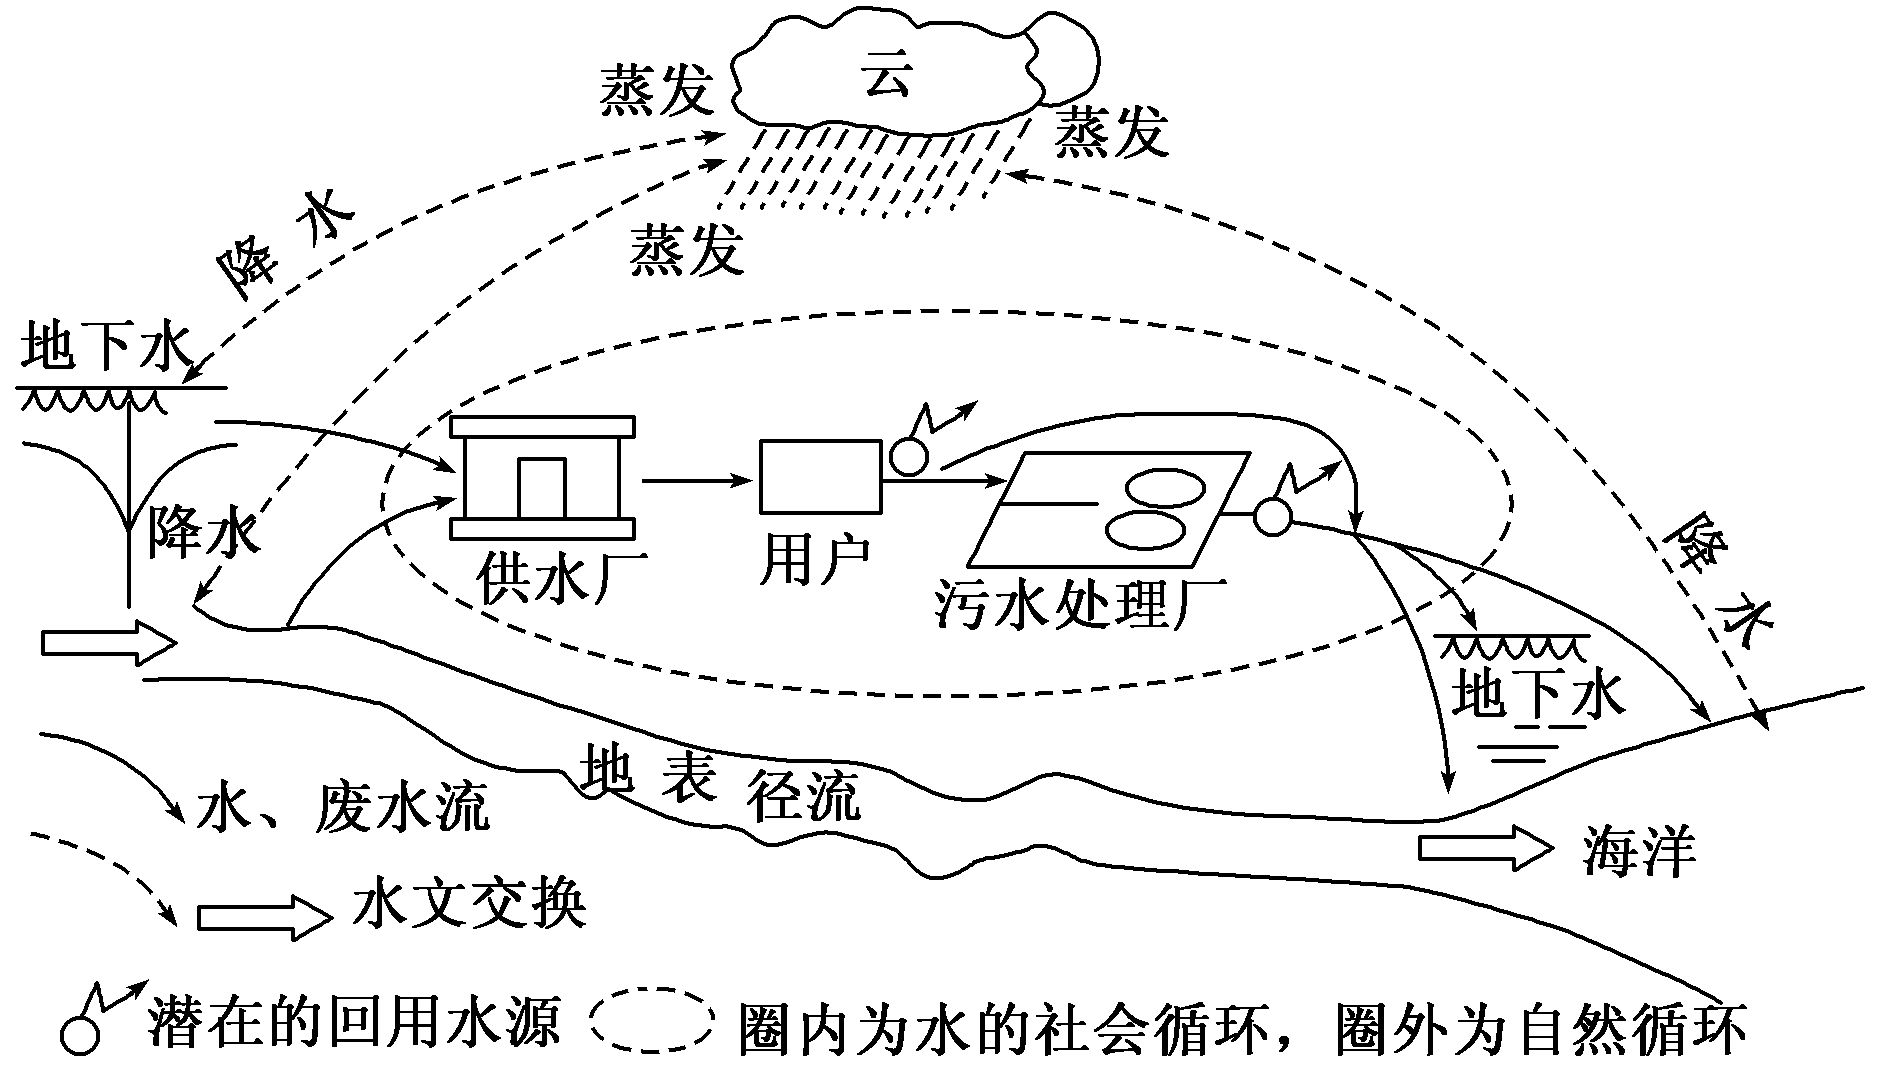 云
蒸发
蒸发
降水
蒸发
地下水
降水
供水厂
用户
污水处理厂
降水
地下水
地表径流
水、废水流
海洋
水文交换
潜在的回用水源
圈内为水的社会循环，圈外为自然循环